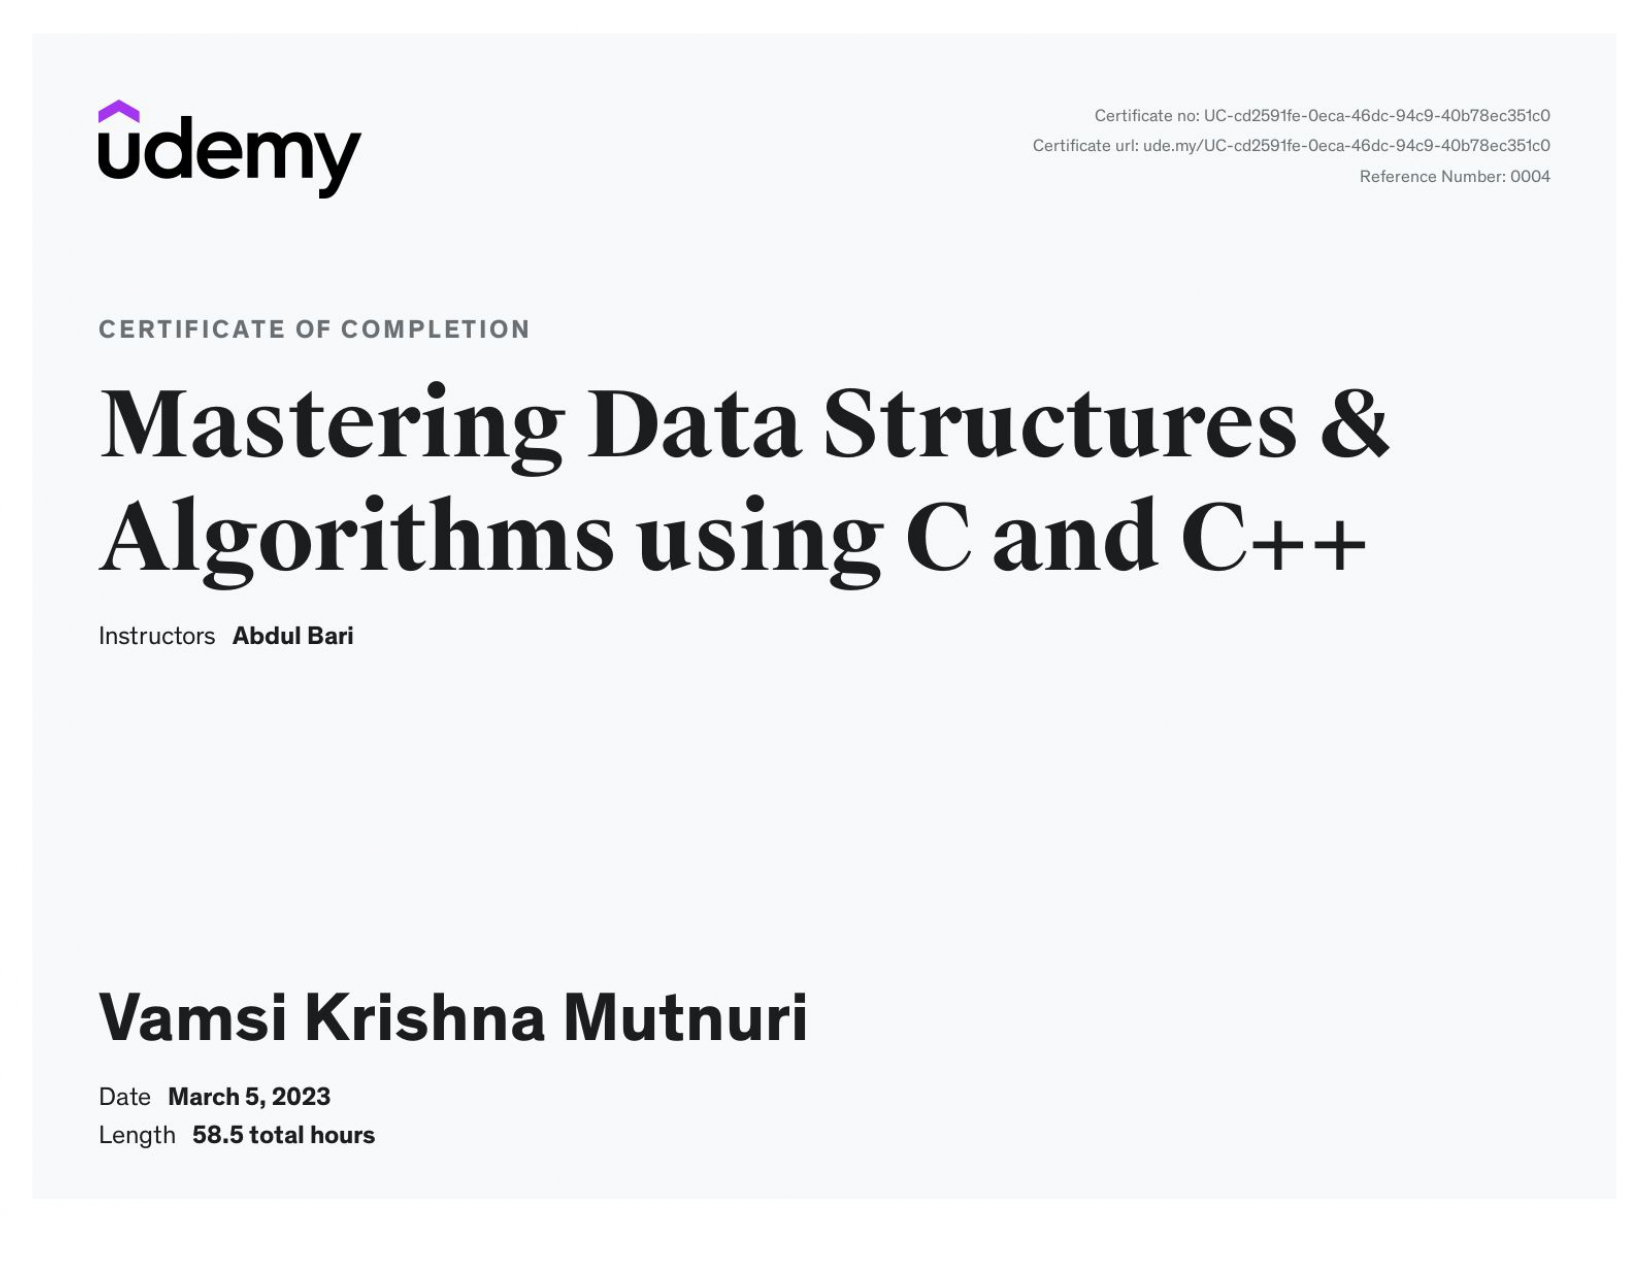 udemy
Certificate no: UC-cd2591fe-0eca-46dc-94c9-40b78ec351c0
Certificate url: ude.my/UC-cd2591fe-0eca-46dc-94c9-40b78ec351c0
Reference Number: 0004
CERTIFICATE OF COMPLETION
Mastering Data Structures &
Algorithms using C and C++
Instructors Abdul Bari
Vamsi Krishna Mutnuri
Date March 5, 2023
Length 58.5 total hours